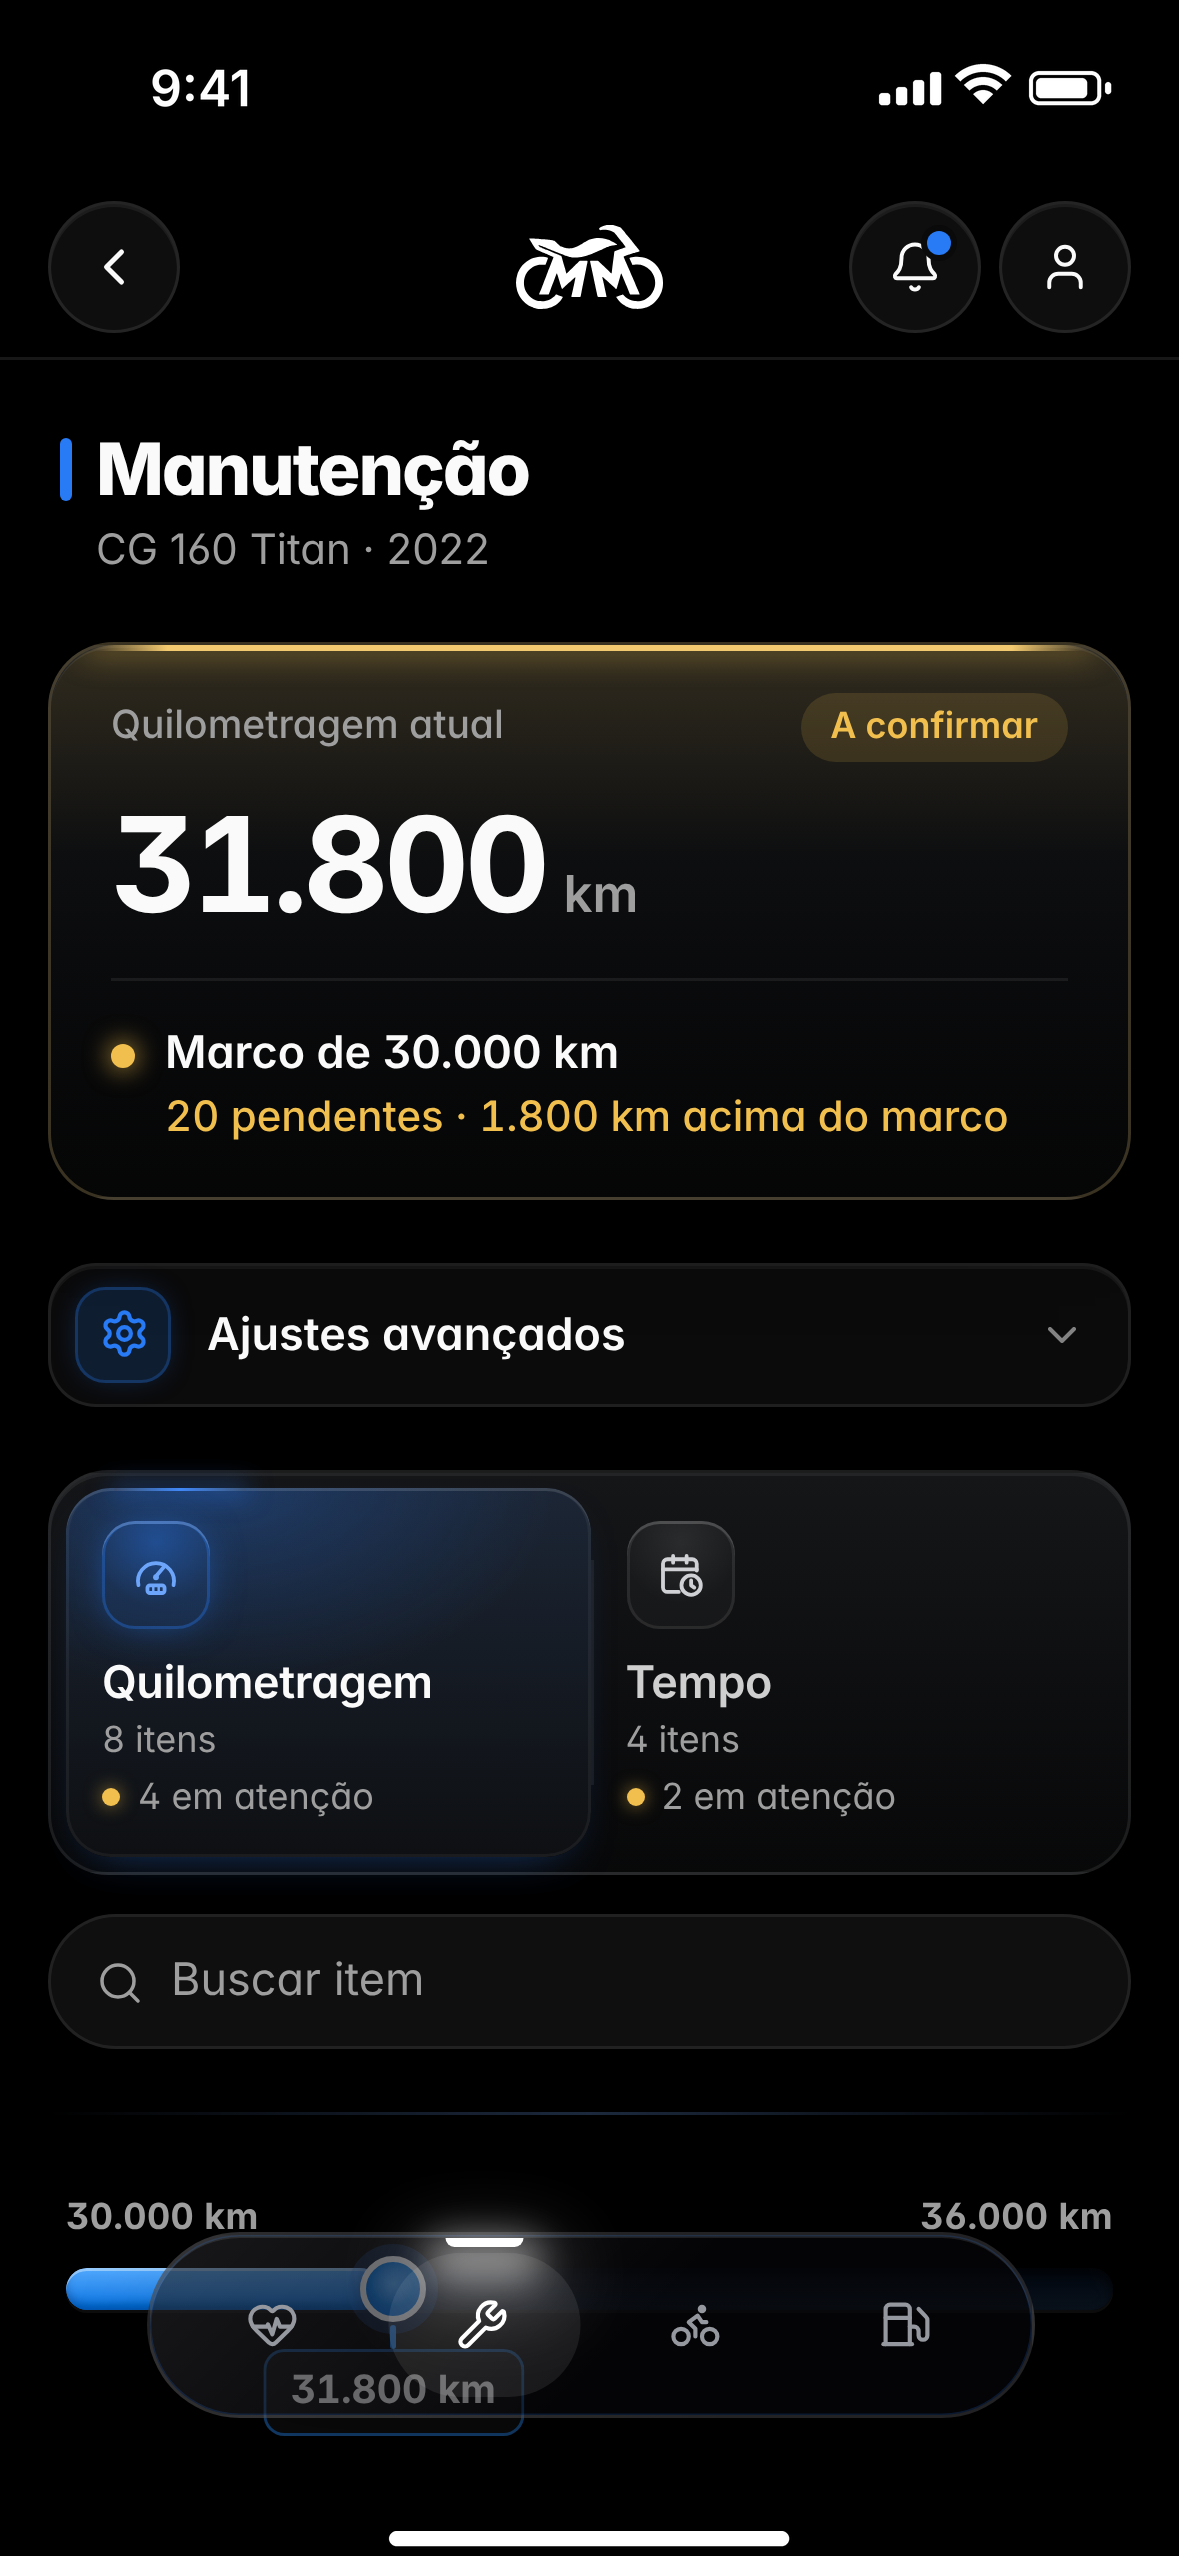 9:41
MM
Manutenção
CG 160 Titan · 2022
Quilometragem atual
A confirmar
31.800 km
Marco de 30.000 km
20 pendentes · 1.800 km acima do marco
Ajustes avançados
Quilometragem
8 itens
4 em atenção
Tempo
4 itens
2 em atenção
Buscar item
30.000 km
36.000 km
31.800 km